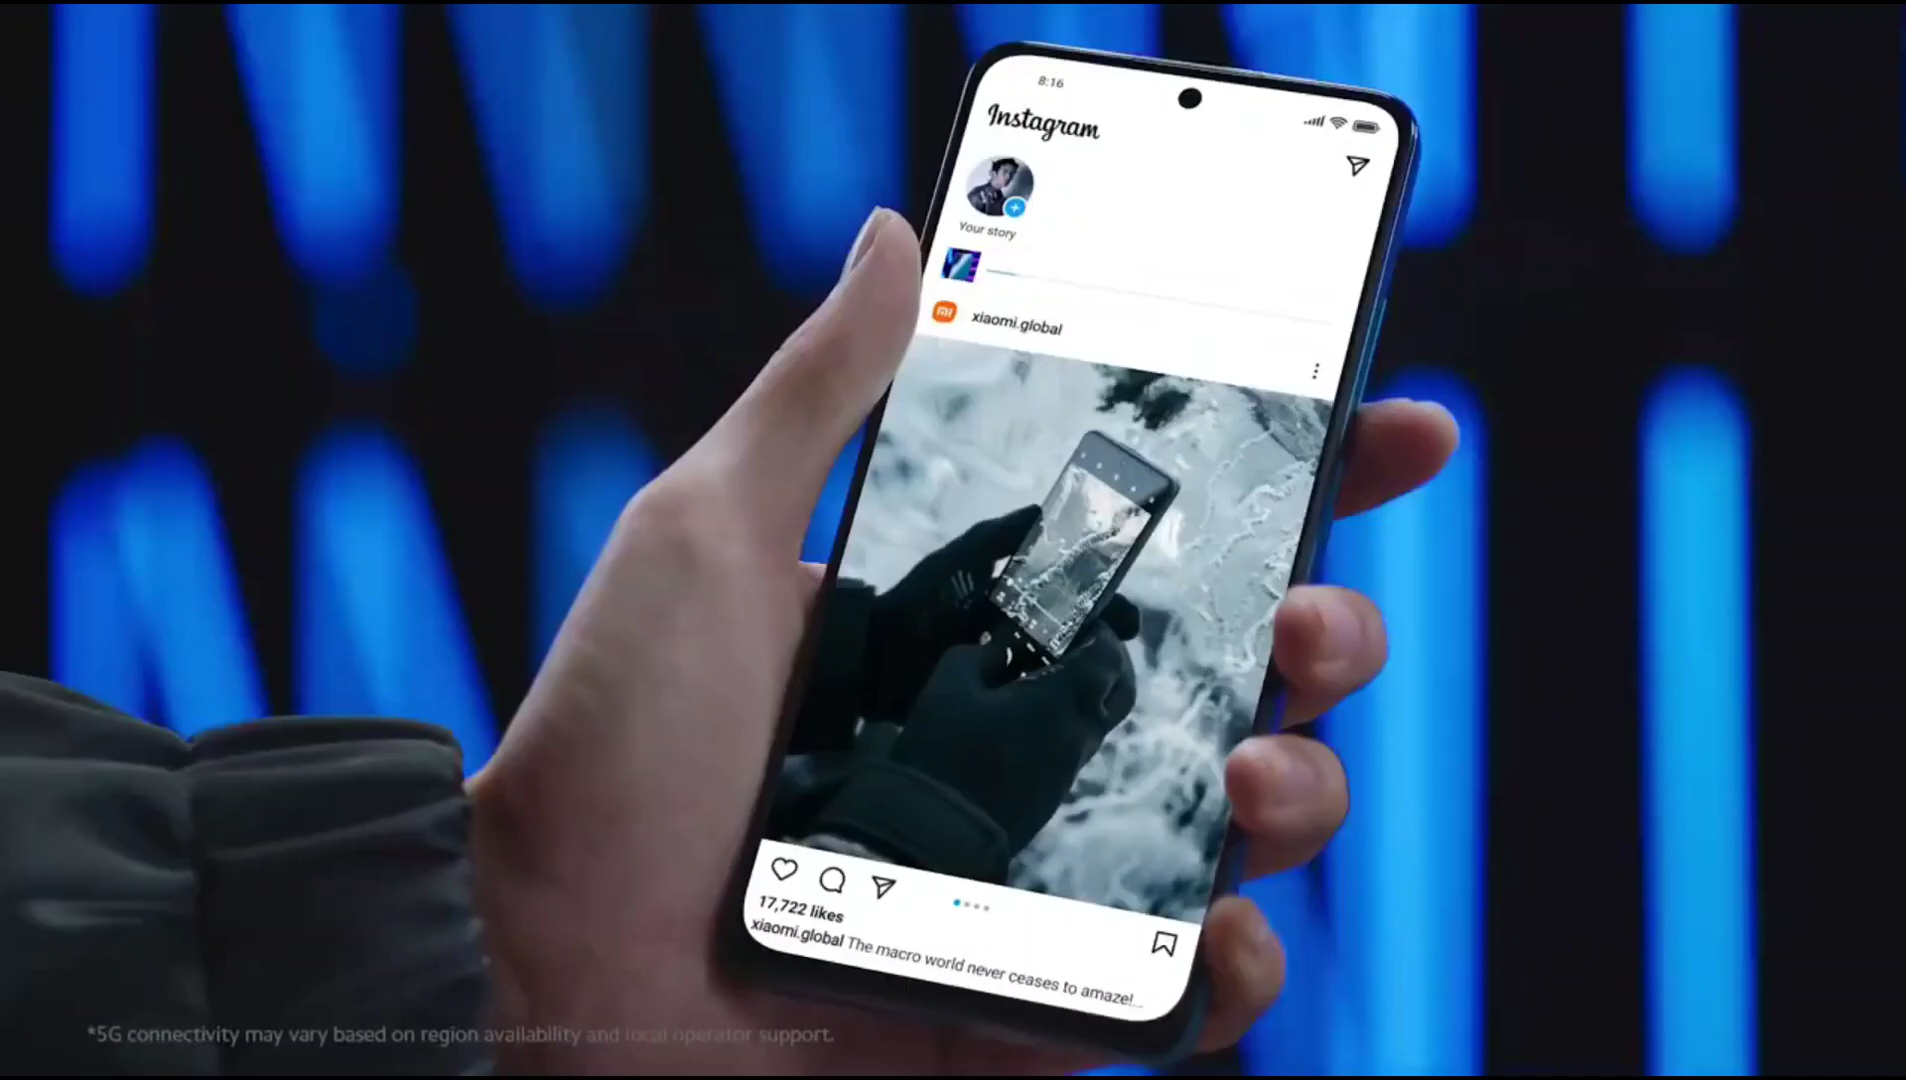 8:16
Instagram
Your story
mi
xiaomi.global
17,722 likes
xiaomi.global The macro world never ceases to amaze!...
*5G connectivity may vary based on region availability and local operator support.